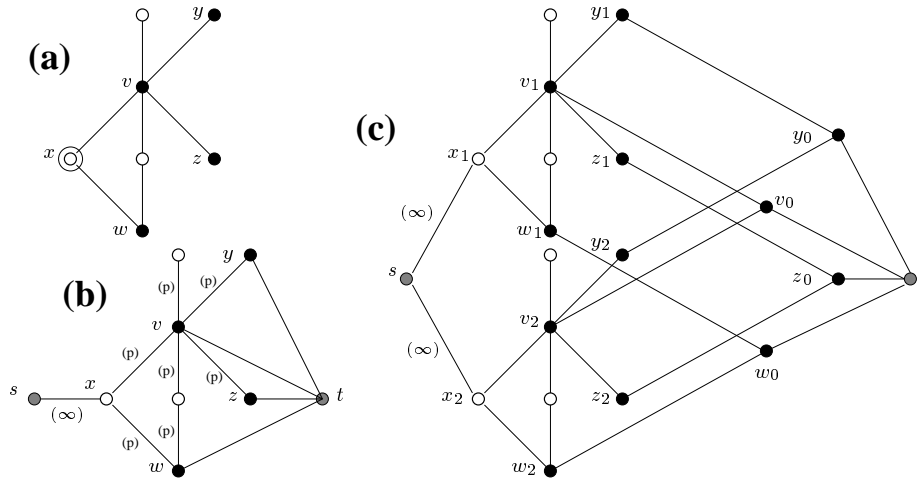 (a)
y
v
x
z
w
(b)
y
(p)
(p)
v
(p)
(p)
(p)
s
x
z
t
(∞)
(p)
(p)
w
(c)
y1
v1
y0
x1
z1
v0
(∞)
w1
y2
s
z0
v2
(∞)
w0
x2
z2
w2